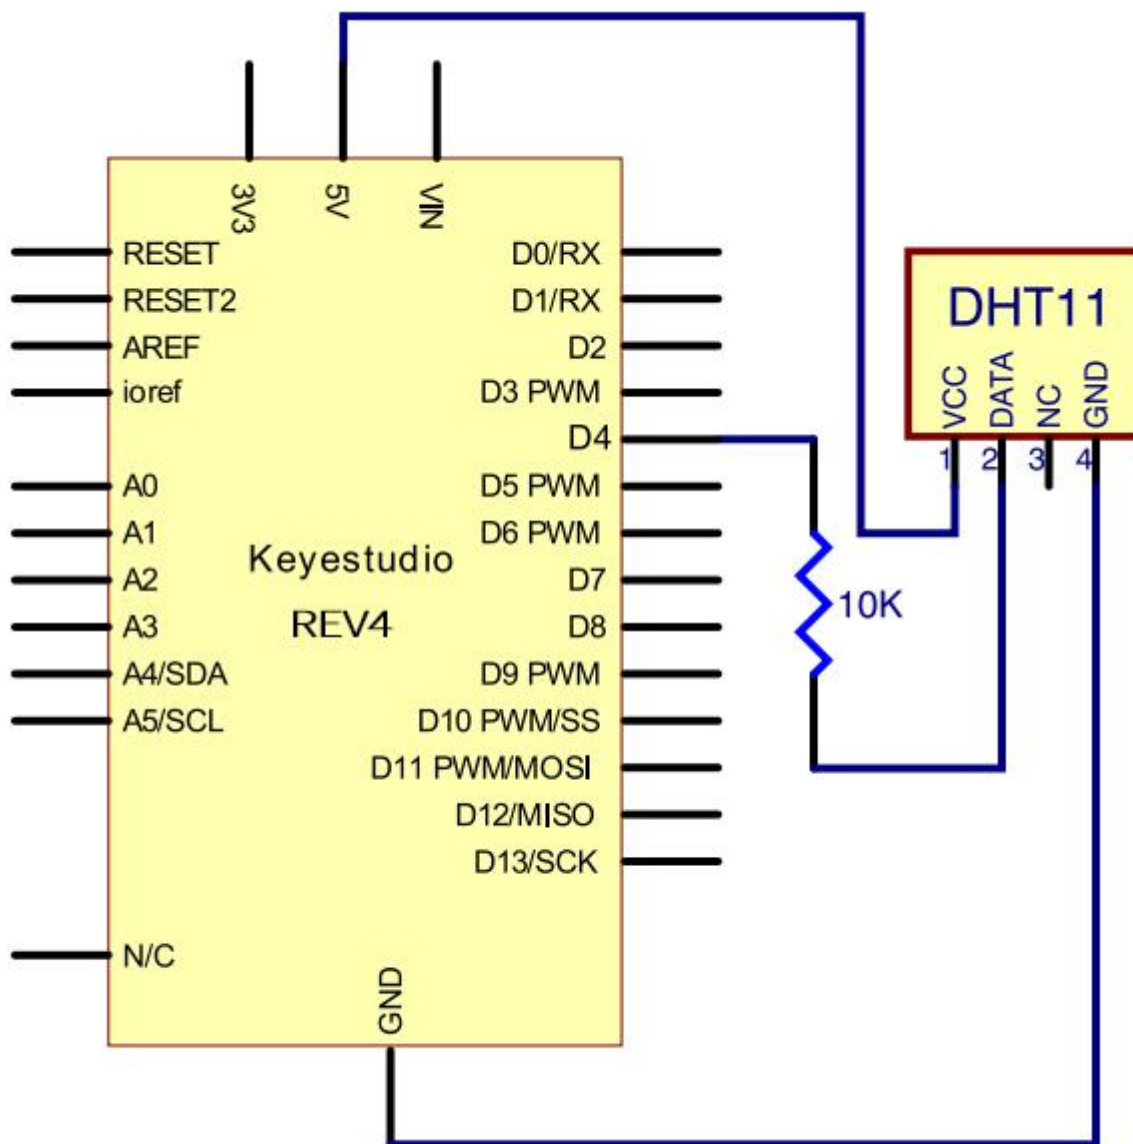 3V3
5V
VIN
RESET
RESET2
AREF
ioref
A0
A1
A2
A3
A4/SDA
A5/SCL
N/C
Keyestudio
REV4
D0/RX
D1/RX
D2
D3 PWM
D4
D5 PWM
D6 PWM
D7
D8
D9 PWM
D10 PWM/SS
D11 PWM/MOSI
D12/MISO
D13/SCK
GND
10K
DHT11
VCC
DATA
NC
GND
1
2
3
4